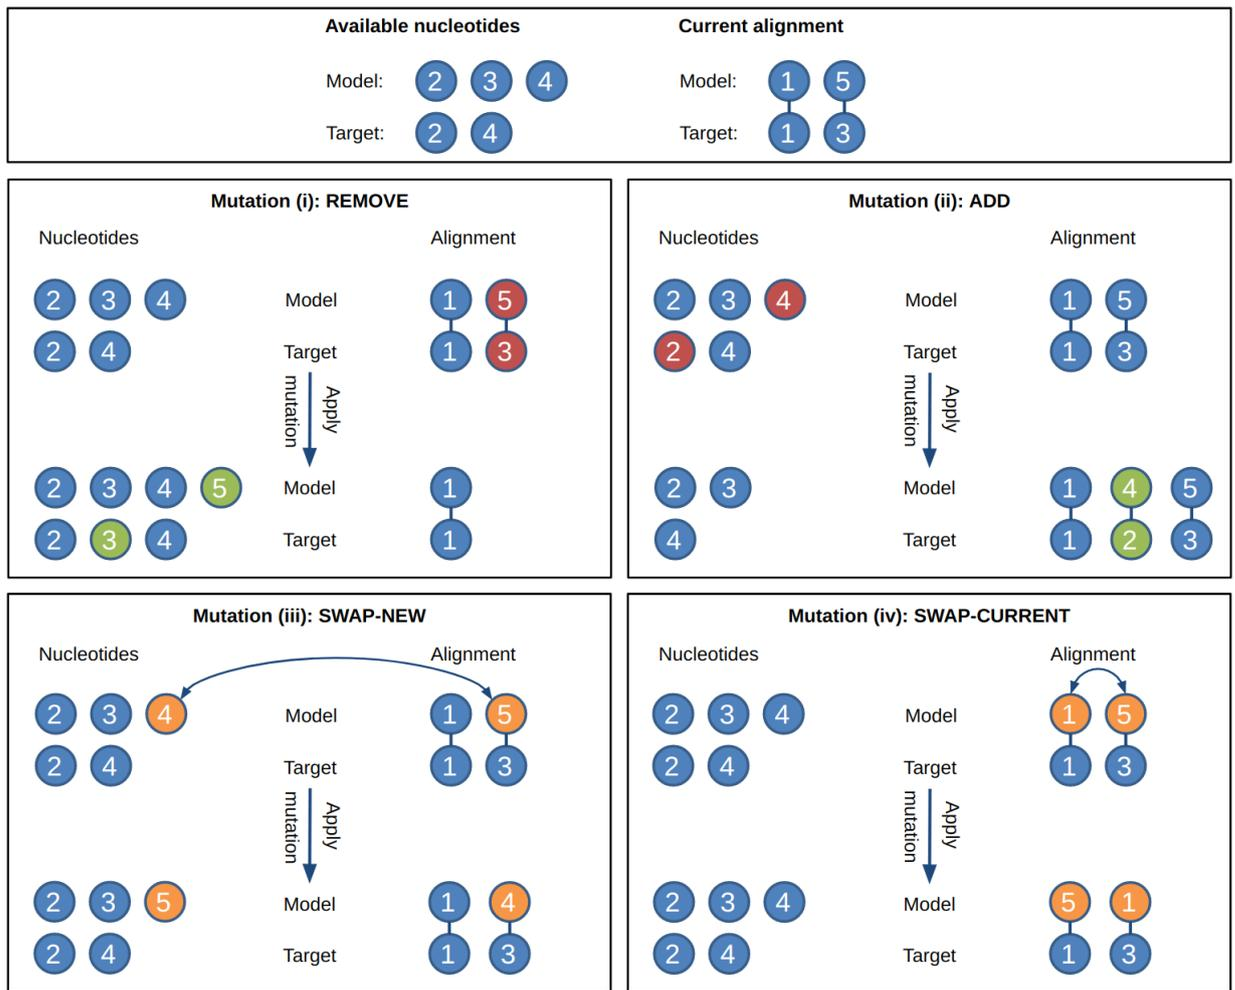 Available nucleotides Current alignment
Model: 2 3 4 Model: 1 5
Target: 2 4 Target: 1 3
Mutation (i): REMOVE
Nucleotides Alignment
2 3 4 Model 1 5
2 4 Target 1 3
Apply
mutation
2 3 4 5 Model 1
2 3 4 Target 1
Mutation (ii): ADD
Nucleotides Alignment
2 3 4 Model 1 5
2 4 Target 1 3
Apply
mutation
2 3 Model 1 4 5
4 Target 1 2 3
Mutation (iii): SWAP-NEW
Nucleotides Alignment
2 3 4 Model 1 5
2 4 Target 1 3
Apply
mutation
2 3 5 Model 1 4
2 4 Target 1 3
Mutation (iv): SWAP-CURRENT
Nucleotides Alignment
2 3 4 Model 1 5
2 4 Target 1 3
Apply
mutation
2 3 4 Model 5 1
2 4 Target 1 3